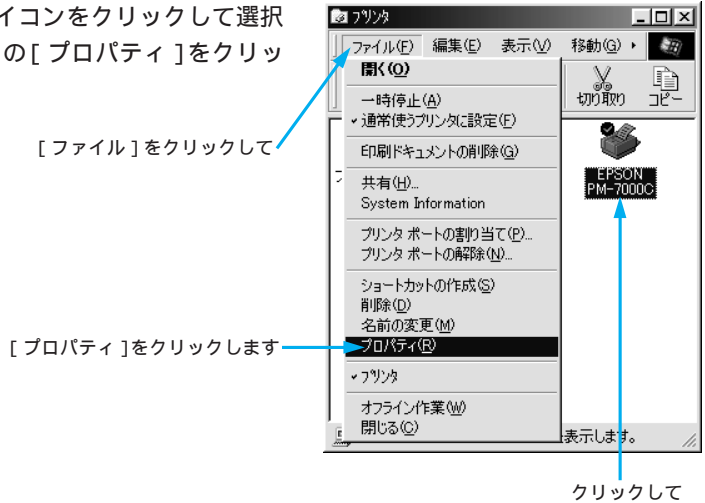 イコンをクリックして選択
の[ プロパティ ]をクリッ
プリンタ
ファイル(F) 編集(E) 表示(V) 移動(G)
切り取り コピー
開く(O)
一時停止(A)
通常使うプリンタに設定(F)
印刷ドキュメントの削除(G)
共有(H)...
System Information
プリンタ ポートの割り当て(P)...
プリンタ ポートの解除(N)...
ショートカットの作成(S)
削除(D)
名前の変更(M)
プロパティ(R)
プリンタ
オフライン作業(W)
閉じる(C)
EPSON
PM-7000C
表示します。
[ ファイル ]をクリックして
[ プロパティ ]をクリックします
クリックして